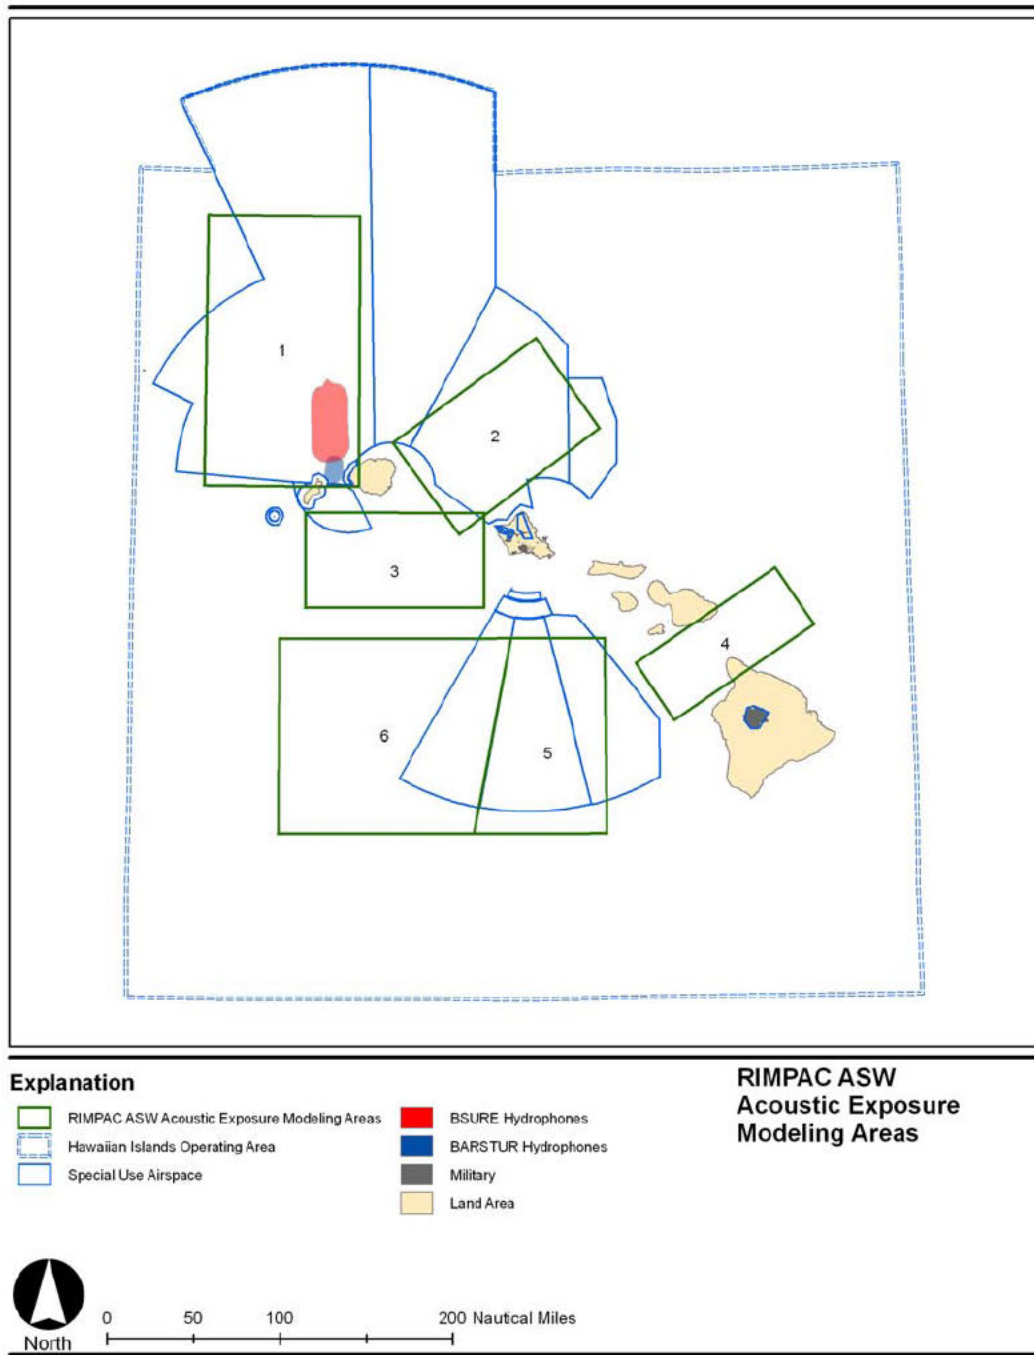 1
2
3
4
5
6
Explanation
RIMPAC ASW Acoustic Exposure Modeling Areas
Hawaiian Islands Operating Area
Special Use Airspace
BSURE Hydrophones
BARSTUR Hydrophones
Military
Land Area
RIMPAC ASW
Acoustic Exposure
Modeling Areas
North
0 50 100 200 Nautical Miles